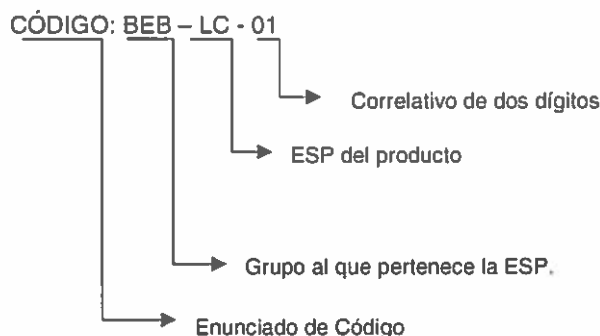 CÓDIGO: BEB – LC - 01
Correlativo de dos dígitos
ESP del producto
Grupo al que pertenece la ESP.
Enunciado de Código